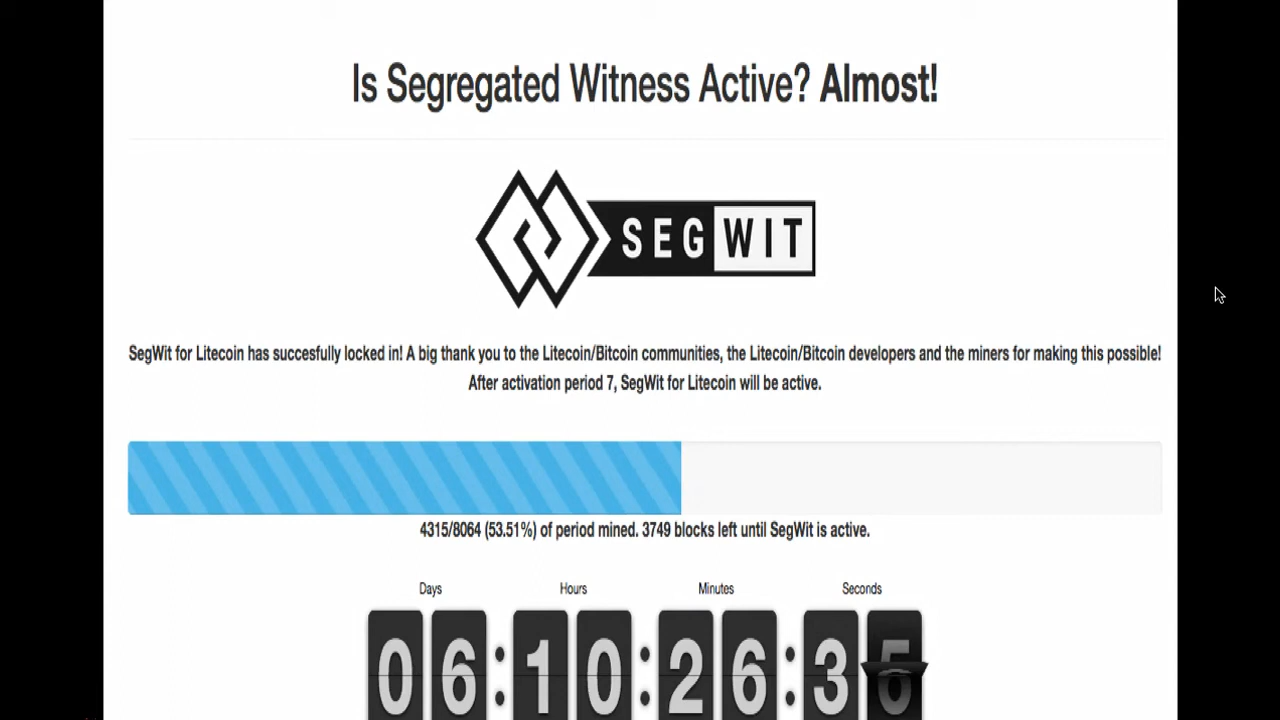 Is Segregated Witness Active? Almost!
SEGWIT
SegWit for Litecoin has succesfully locked in! A big thank you to the Litecoin/Bitcoin communities, the Litecoin/Bitcoin developers and the miners for making this possible!
After activation period 7, SegWit for Litecoin will be active.
4315/8064 (53.51%) of period mined. 3749 blocks left until SegWit is active.
Days Hours Minutes Seconds
06:10:26:3